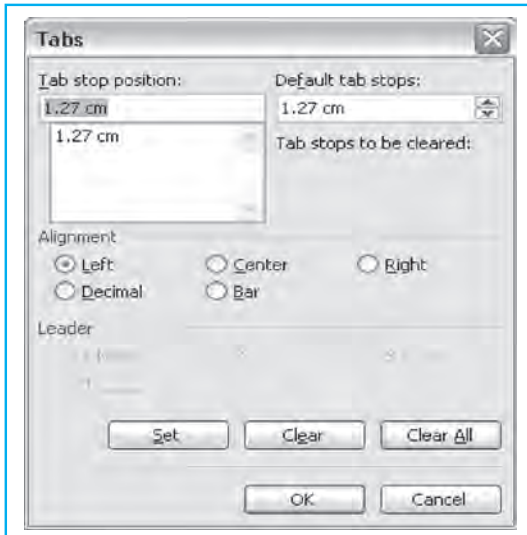 Tabs
Tab stop position: Default tab stops:
1.27 cm 1.27 cm
1.27 cm Tab stops to be cleared:
Alignment
Left Center Right
Decimal Bar
Leader
Set Clear Clear All
OK Cancel